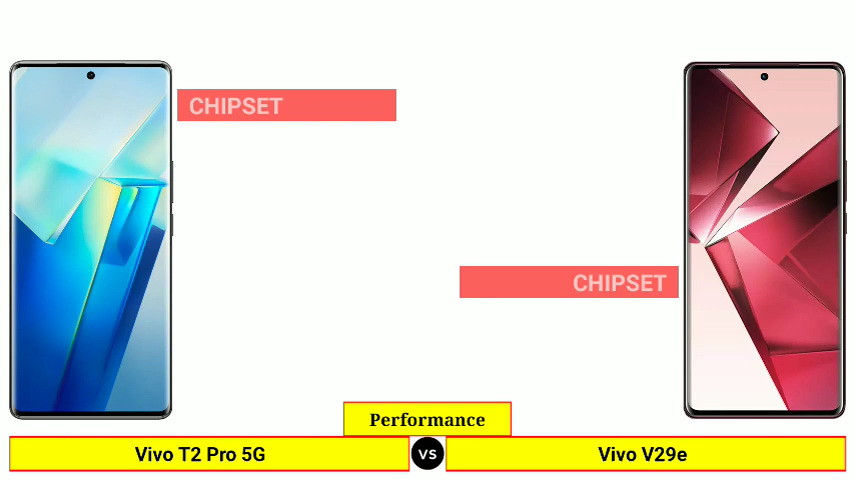 CHIPSET
CHIPSET
Performance
Vivo T2 Pro 5G
VS
Vivo V29e